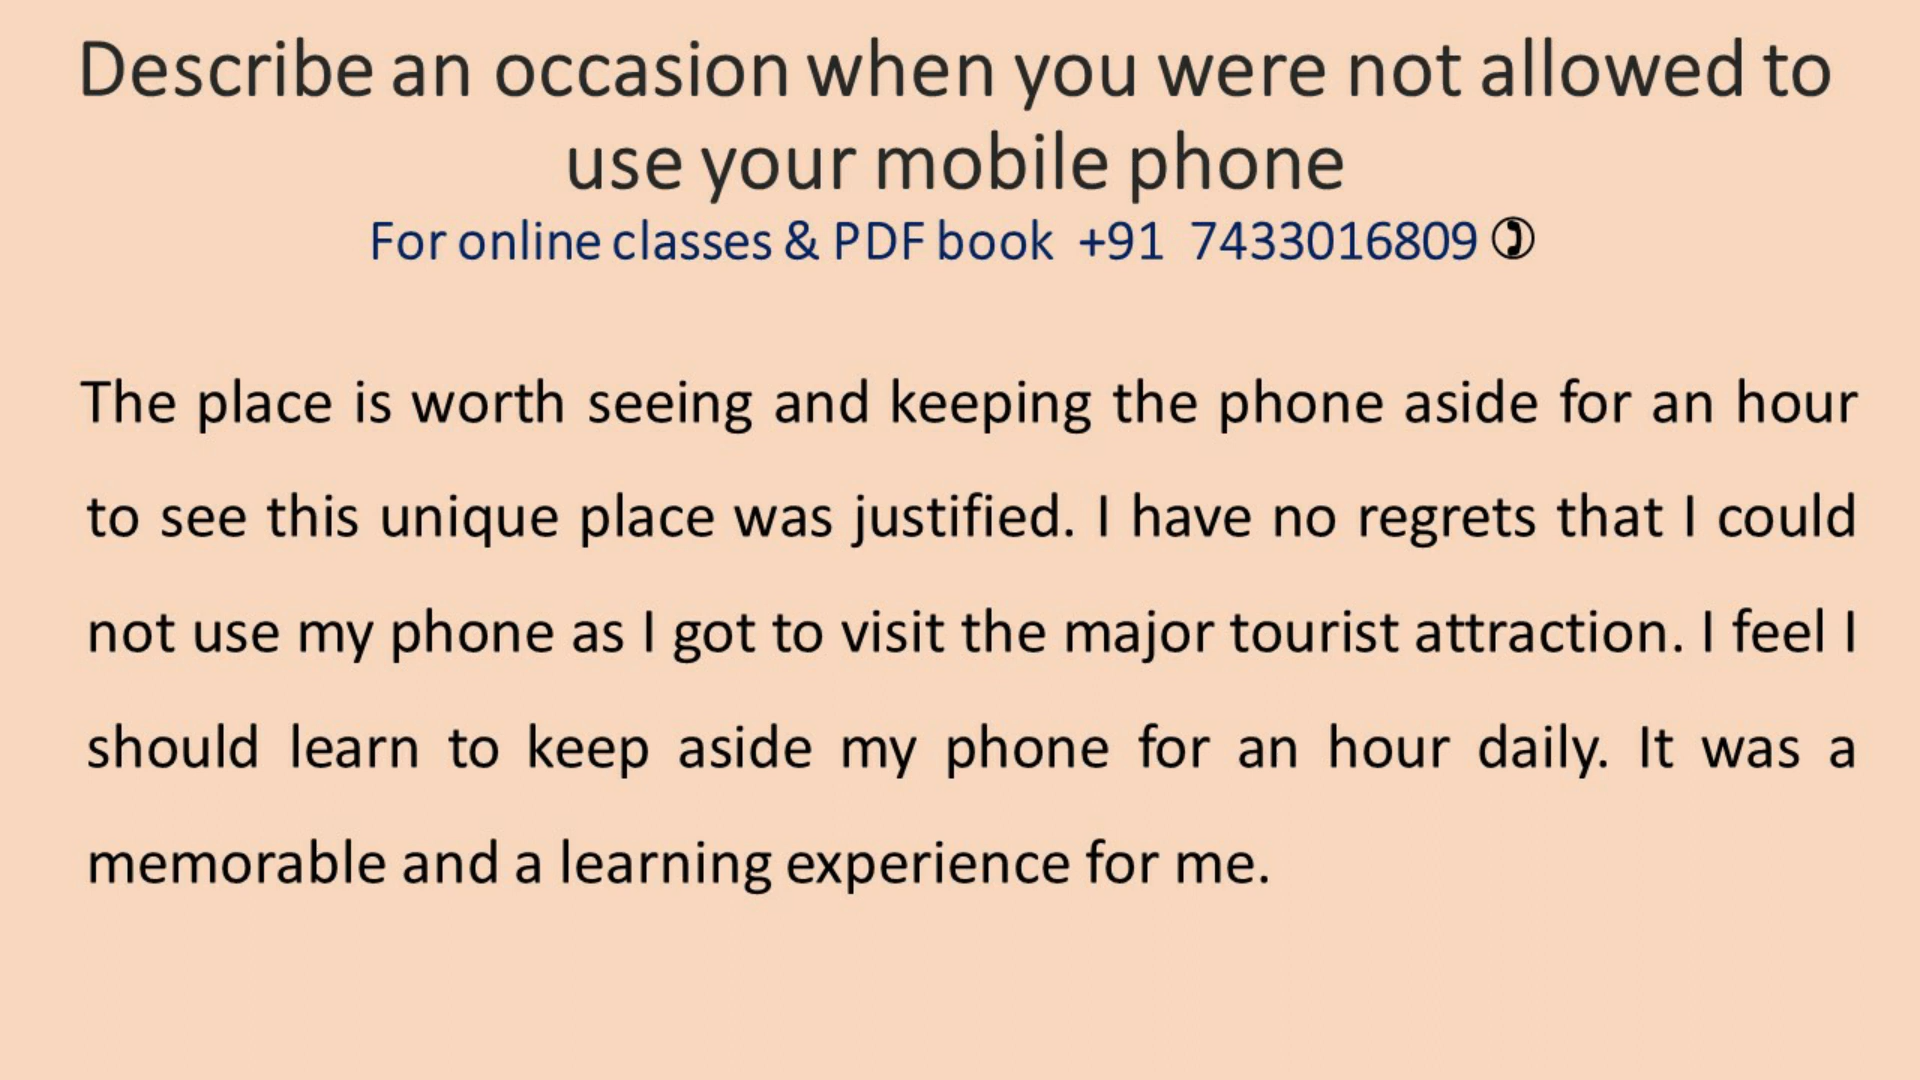 Describe an occasion when you were not allowed to
use your mobile phone
For online classes & PDF book +91 7433016809 ✆
The place is worth seeing and keeping the phone aside for an hour
to see this unique place was justified. I have no regrets that I could
not use my phone as I got to visit the major tourist attraction. I feel I
should learn to keep aside my phone for an hour daily. It was a
memorable and a learning experience for me.